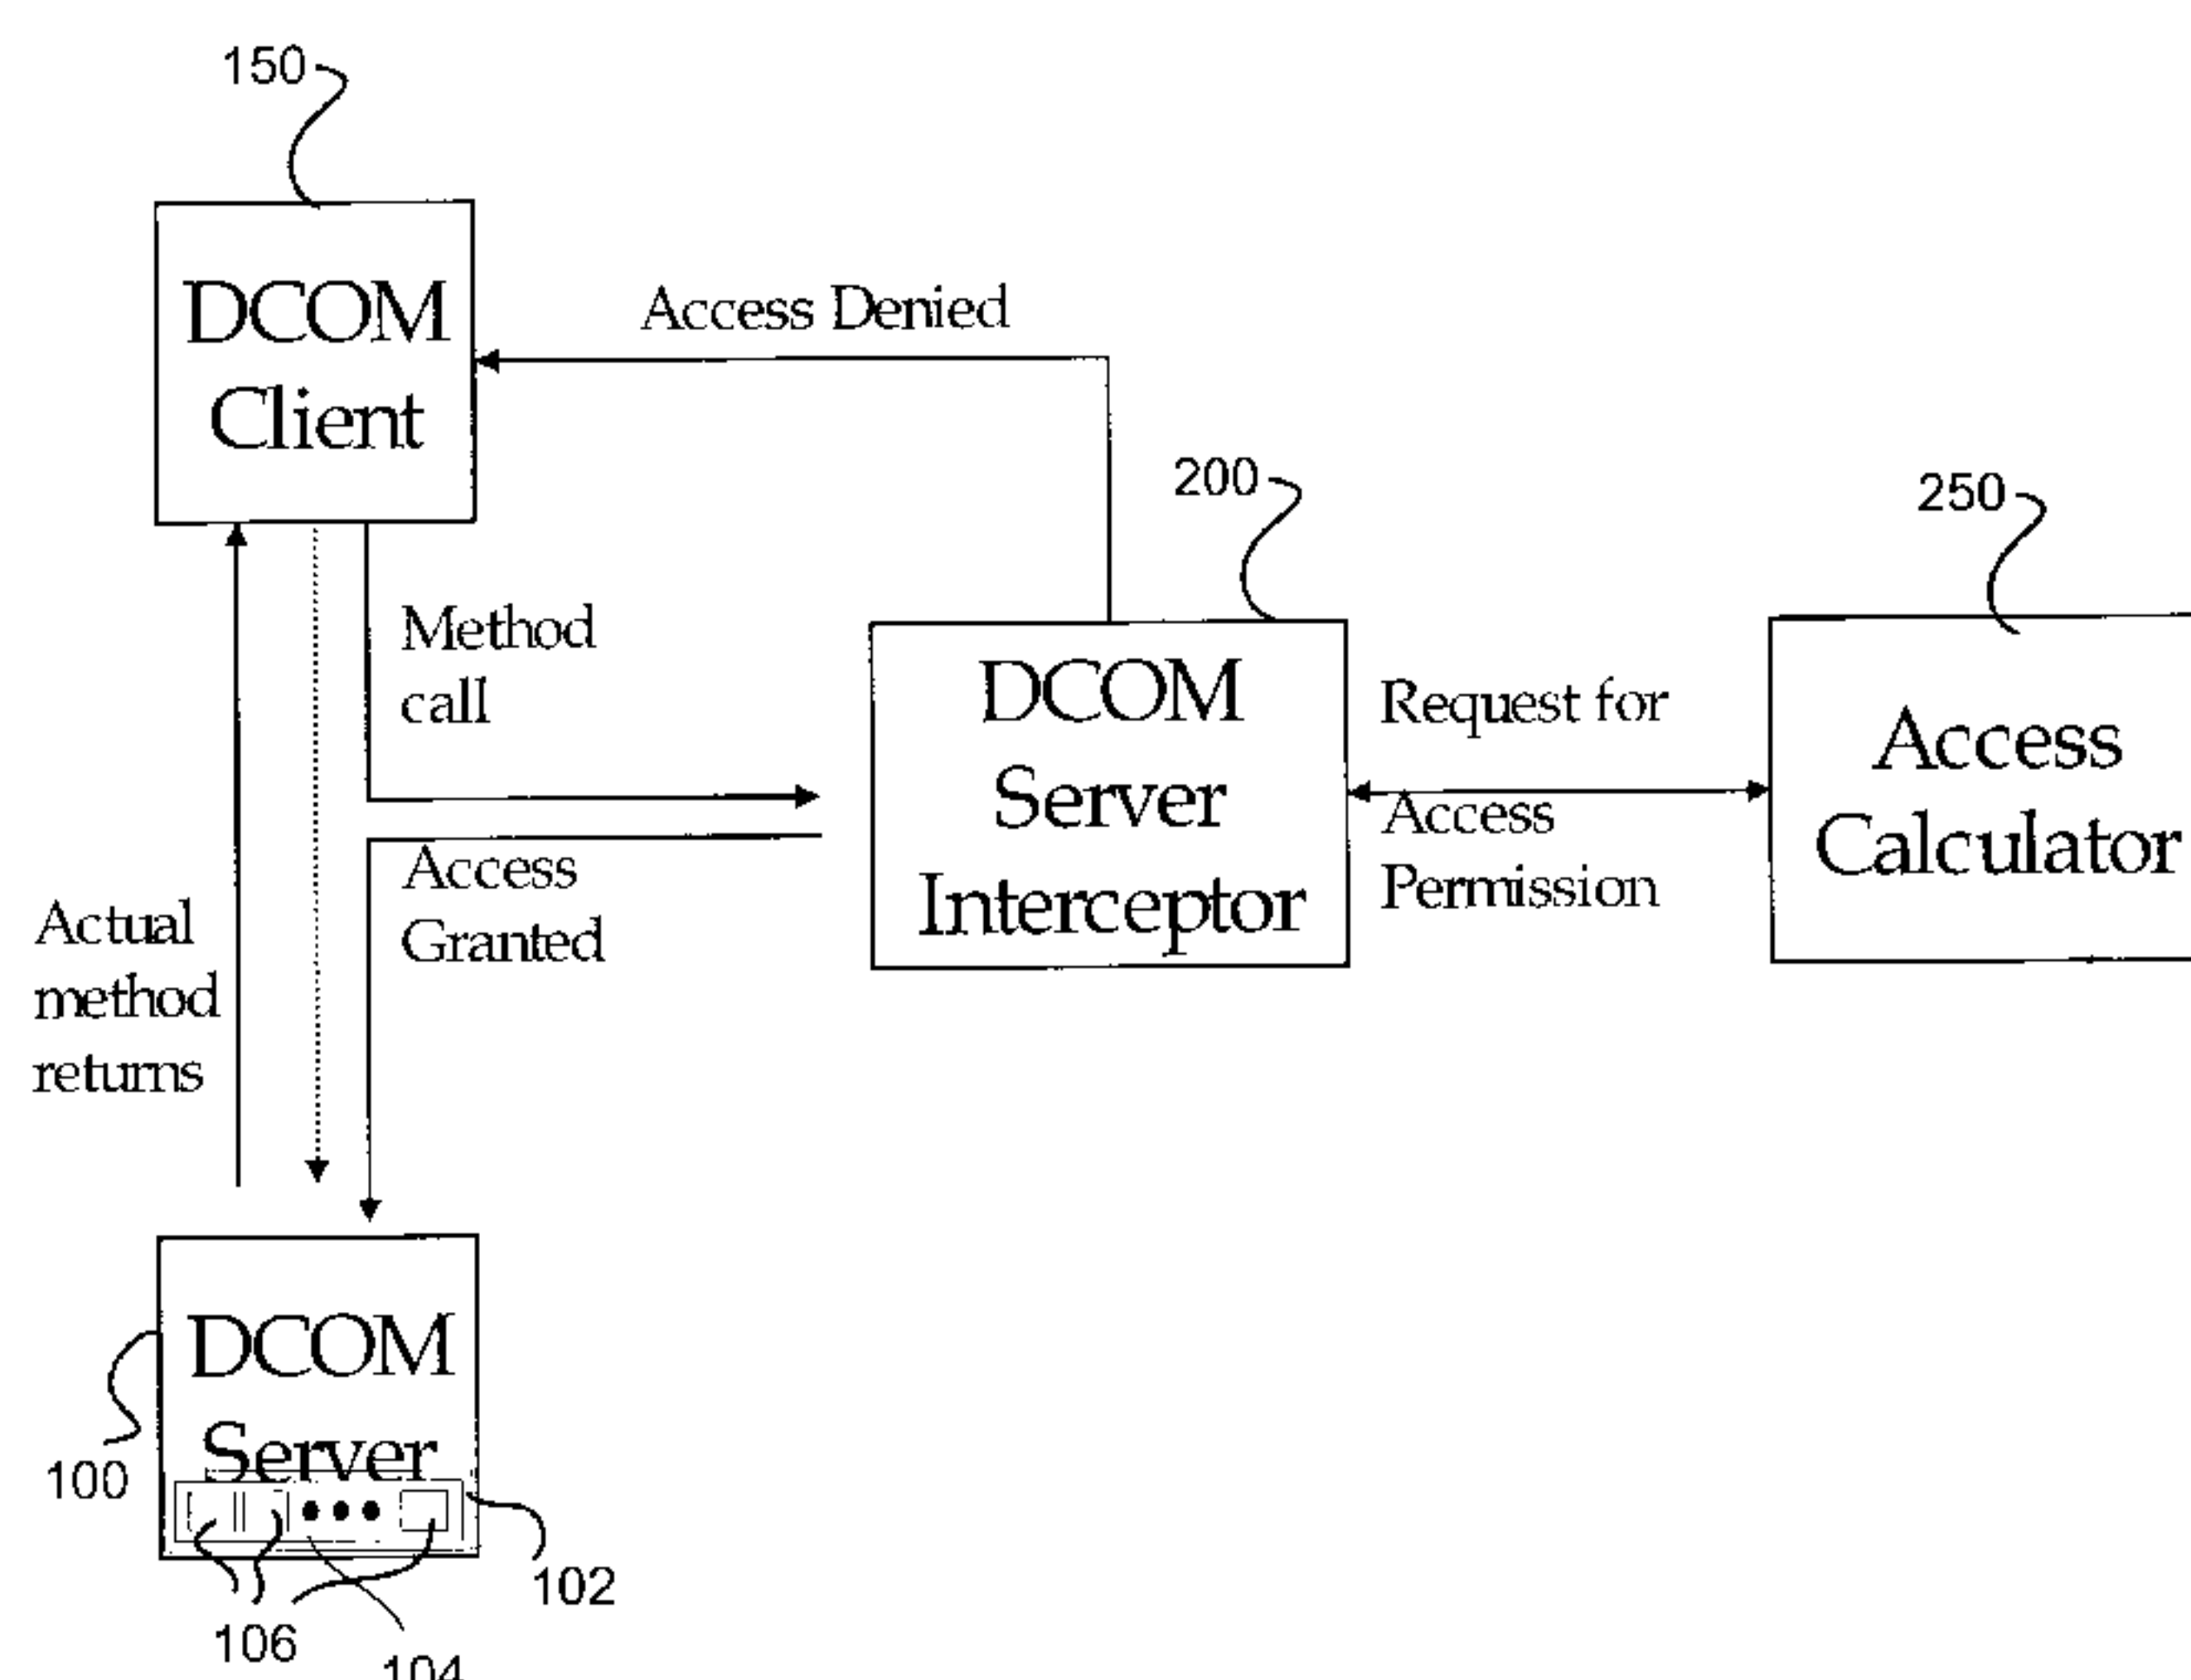 150
DCOM
Client
Access Denied
200
250
Method
call
DCOM
Server
Interceptor
Request for
Access
Permission
Access
Calculator
Access
Granted
Actual
method
returns
DCOM
Server
100
102
106
104